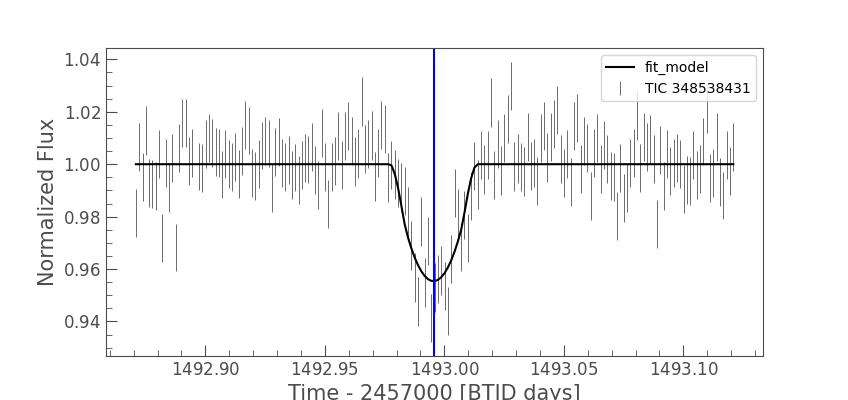 1.04
1.02
1.00
0.98
0.96
0.94
Normalized Flux
fit_model
TIC 348538431
1492.90 1492.95 1493.00 1493.05 1493.10
Time - 2457000 [BTJD days]